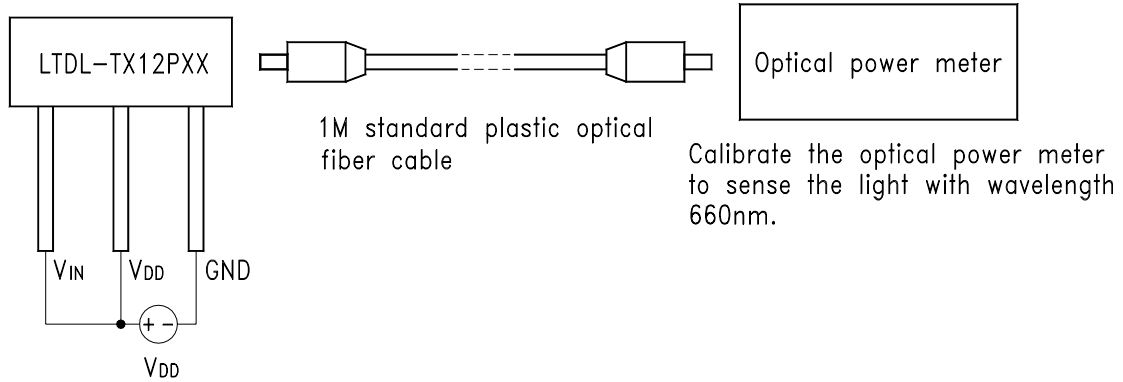 LTDL-TX12PXX
Optical power meter
1M standard plastic optical
fiber cable
Calibrate the optical power meter
to sense the light with wavelength
660nm.
VIN VDD GND
+ -
VDD